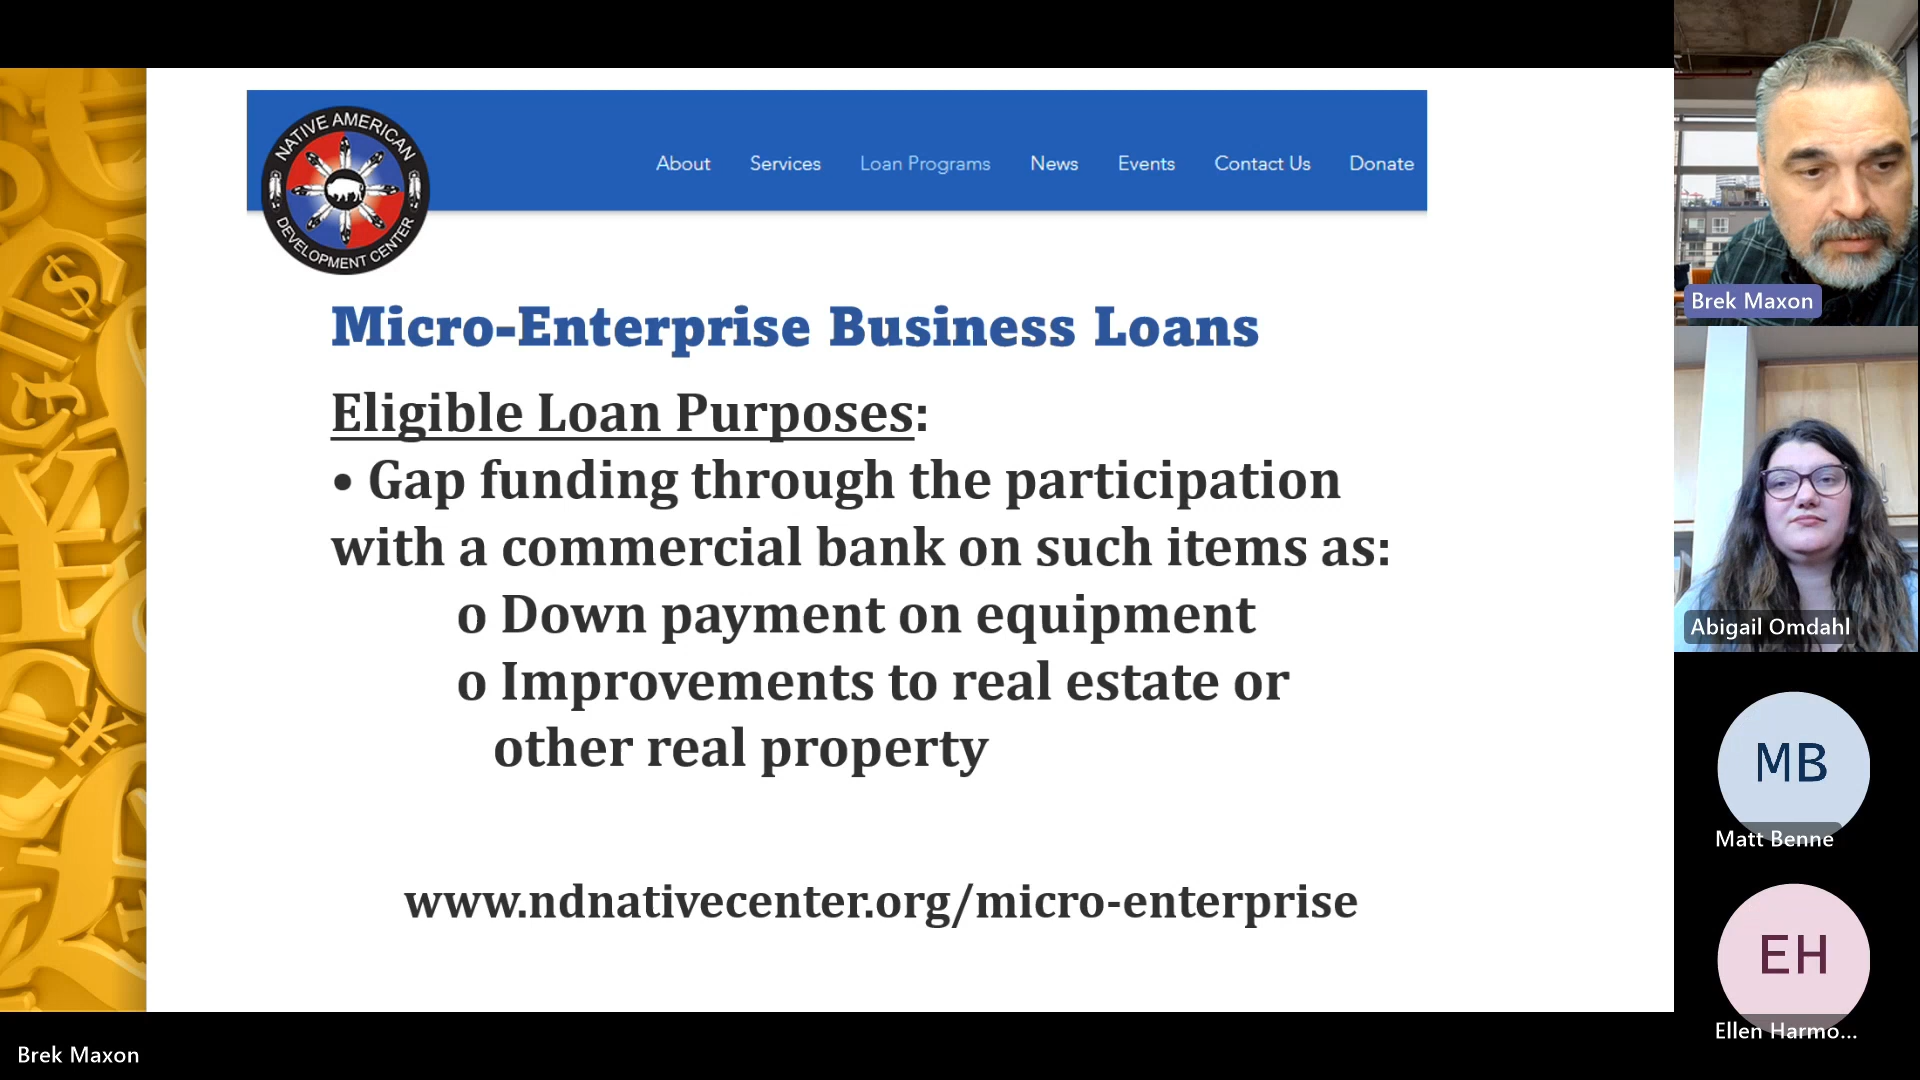 NATIVE AMERICAN
DEVELOPMENT CENTER
About Services Loan Programs News Events Contact Us Donate
Micro-Enterprise Business Loans
Eligible Loan Purposes:
• Gap funding through the participation
with a commercial bank on such items as:
o Down payment on equipment
o Improvements to real estate or
other real property
www.ndnativecenter.org/micro-enterprise
Brek Maxon
Abigail Omdahl
MB
Matt Benne
EH
Ellen Harmo...
Brek Maxon